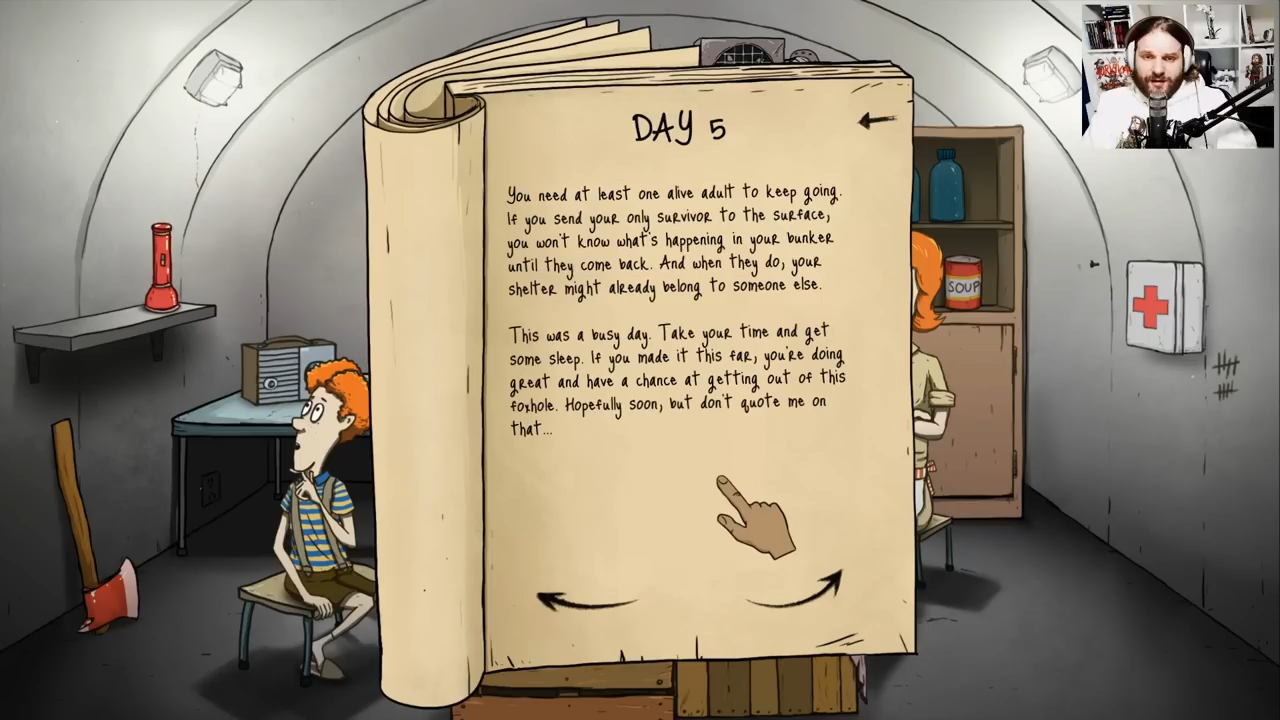 DAY 5
You need at least one alive adult to keep going.
If you send your only survivor to the surface,
you won't know what's happening in your bunker
until they come back. And when they do, your
shelter might already belong to someone else.
This was a busy day. Take your time and get
some sleep. If you made it this far, you're doing
great and have a chance at getting out of this
foxhole. Hopefully soon, but don't quote me on
that...
SOUP